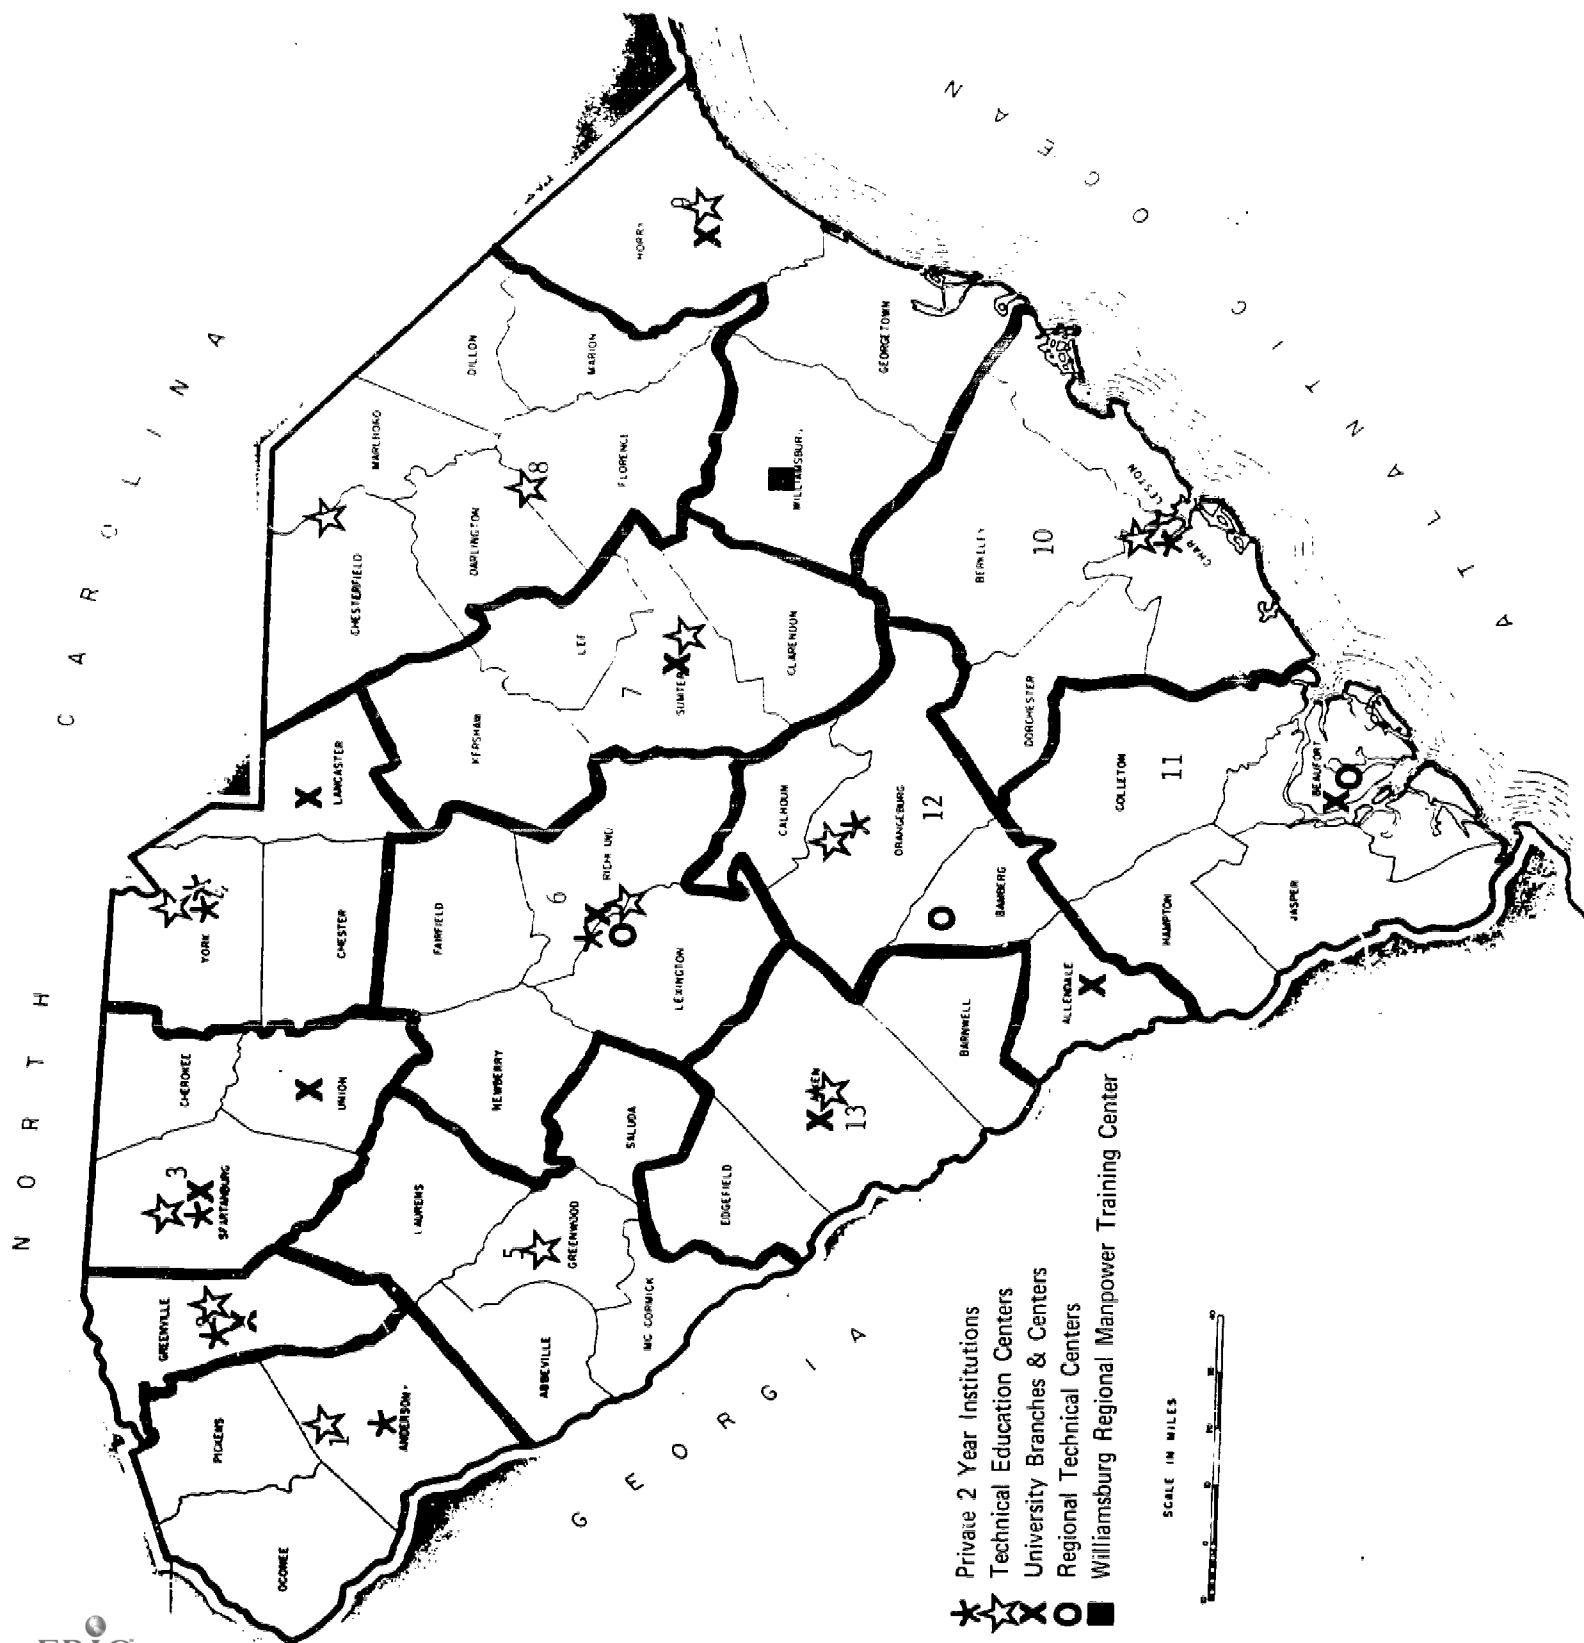 NORTH CAROLINA
GEORGIA
ATLANTIC OCEAN
OCONEE
PICKENS
GREENVILLE
ANDERSON
1
SPARTANBURG
3
CHEROKEE
UNION
YORK
CHESTER
LANCASTER
LAURENS
ABBEVILLE
GREENWOOD
5
MC CORMICK
NEWBERRY
SALUDA
EDGEFIELD
FAIRFIELD
6
LEXINGTON
KERSHAW
LEE
7
SUMTER
CLARENDON
CHESTERFIELD
MARLBORO
DARLINGTON
8
FLORENCE
DILLON
MARION
HORRY
9
WILLIAMSBURG
GEORGETOWN
BERKELEY
10
CHARLESTON
DORCHESTER
COLLETON
11
BEAUFORT
HAMPTON
JASPER
CALHOUN
ORANGEBURG
12
BAMBERG
ALLENDALE
BARNWELL
AIKEN
13
Private 2 Year Institutions
Technical Education Centers
University Branches & Centers
Regional Technical Centers
Williamsburg Regional Manpower Training Center
SCALE IN MILES
ERIC